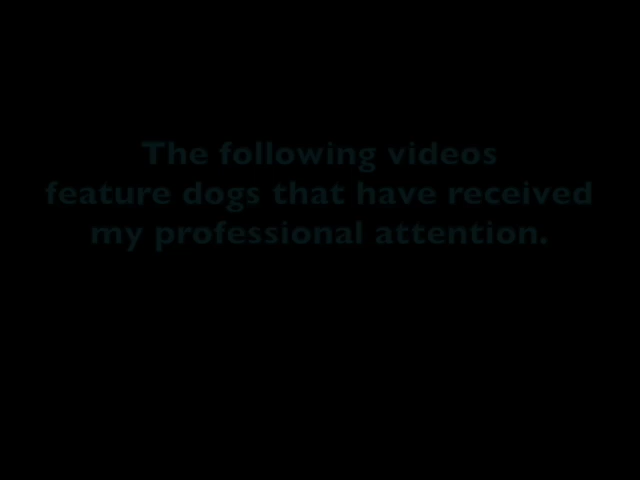 The following videos
feature dogs that have received
my professional attention.